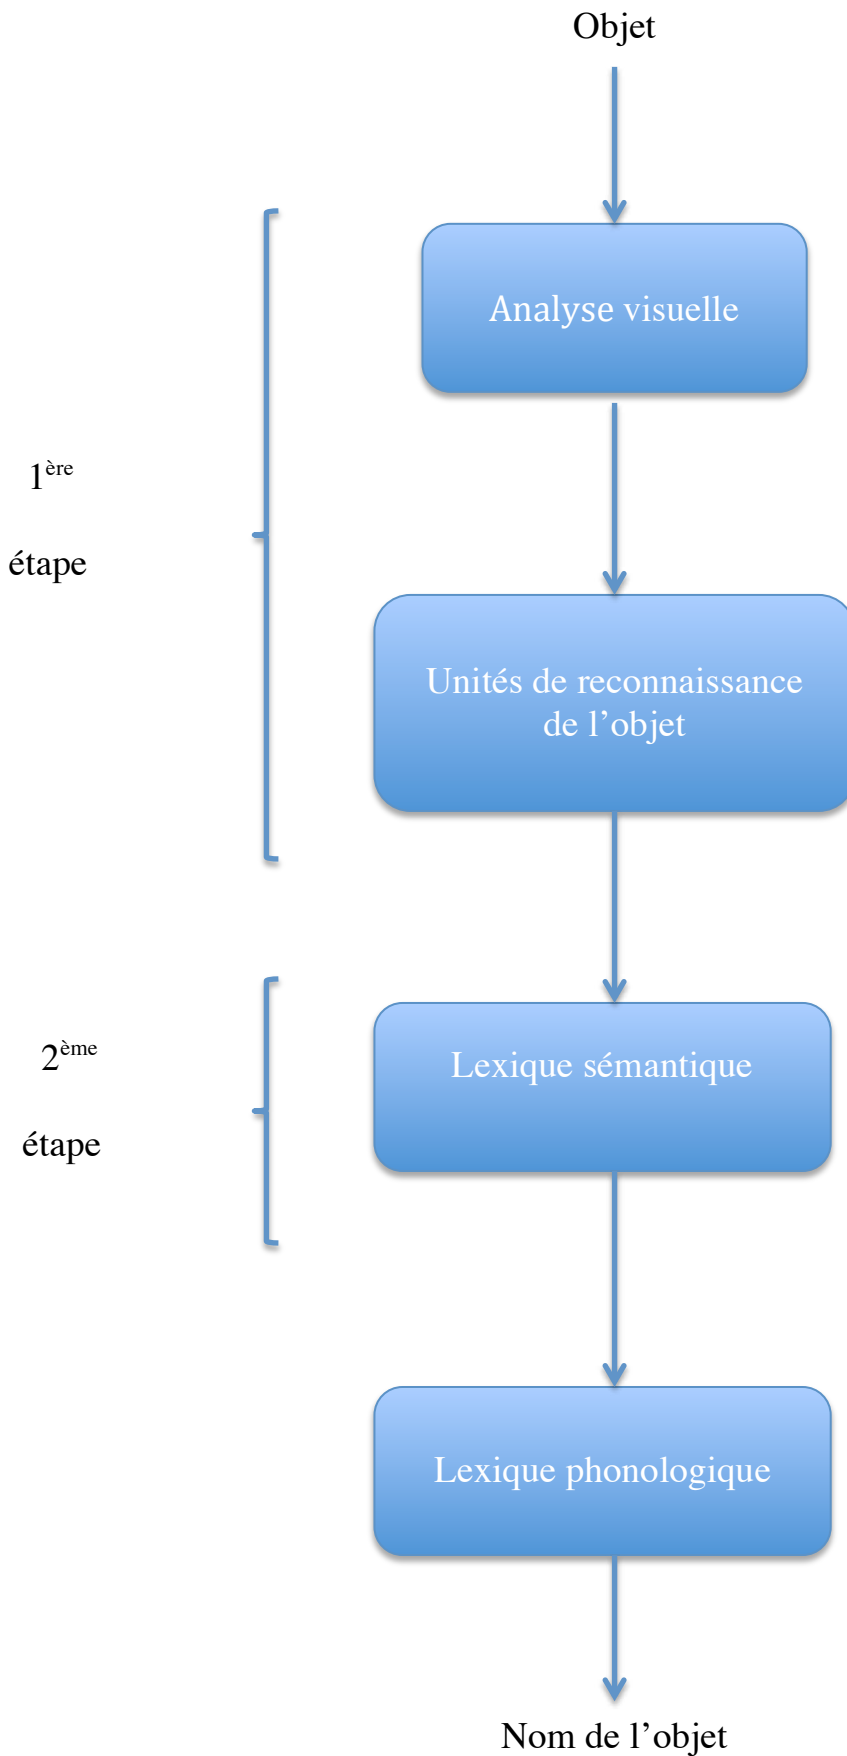 Objet
Analyse visuelle
1ère
étape
Unités de reconnaissance
de l’objet
2ème
étape
Lexique sémantique
Lexique phonologique
Nom de l’objet